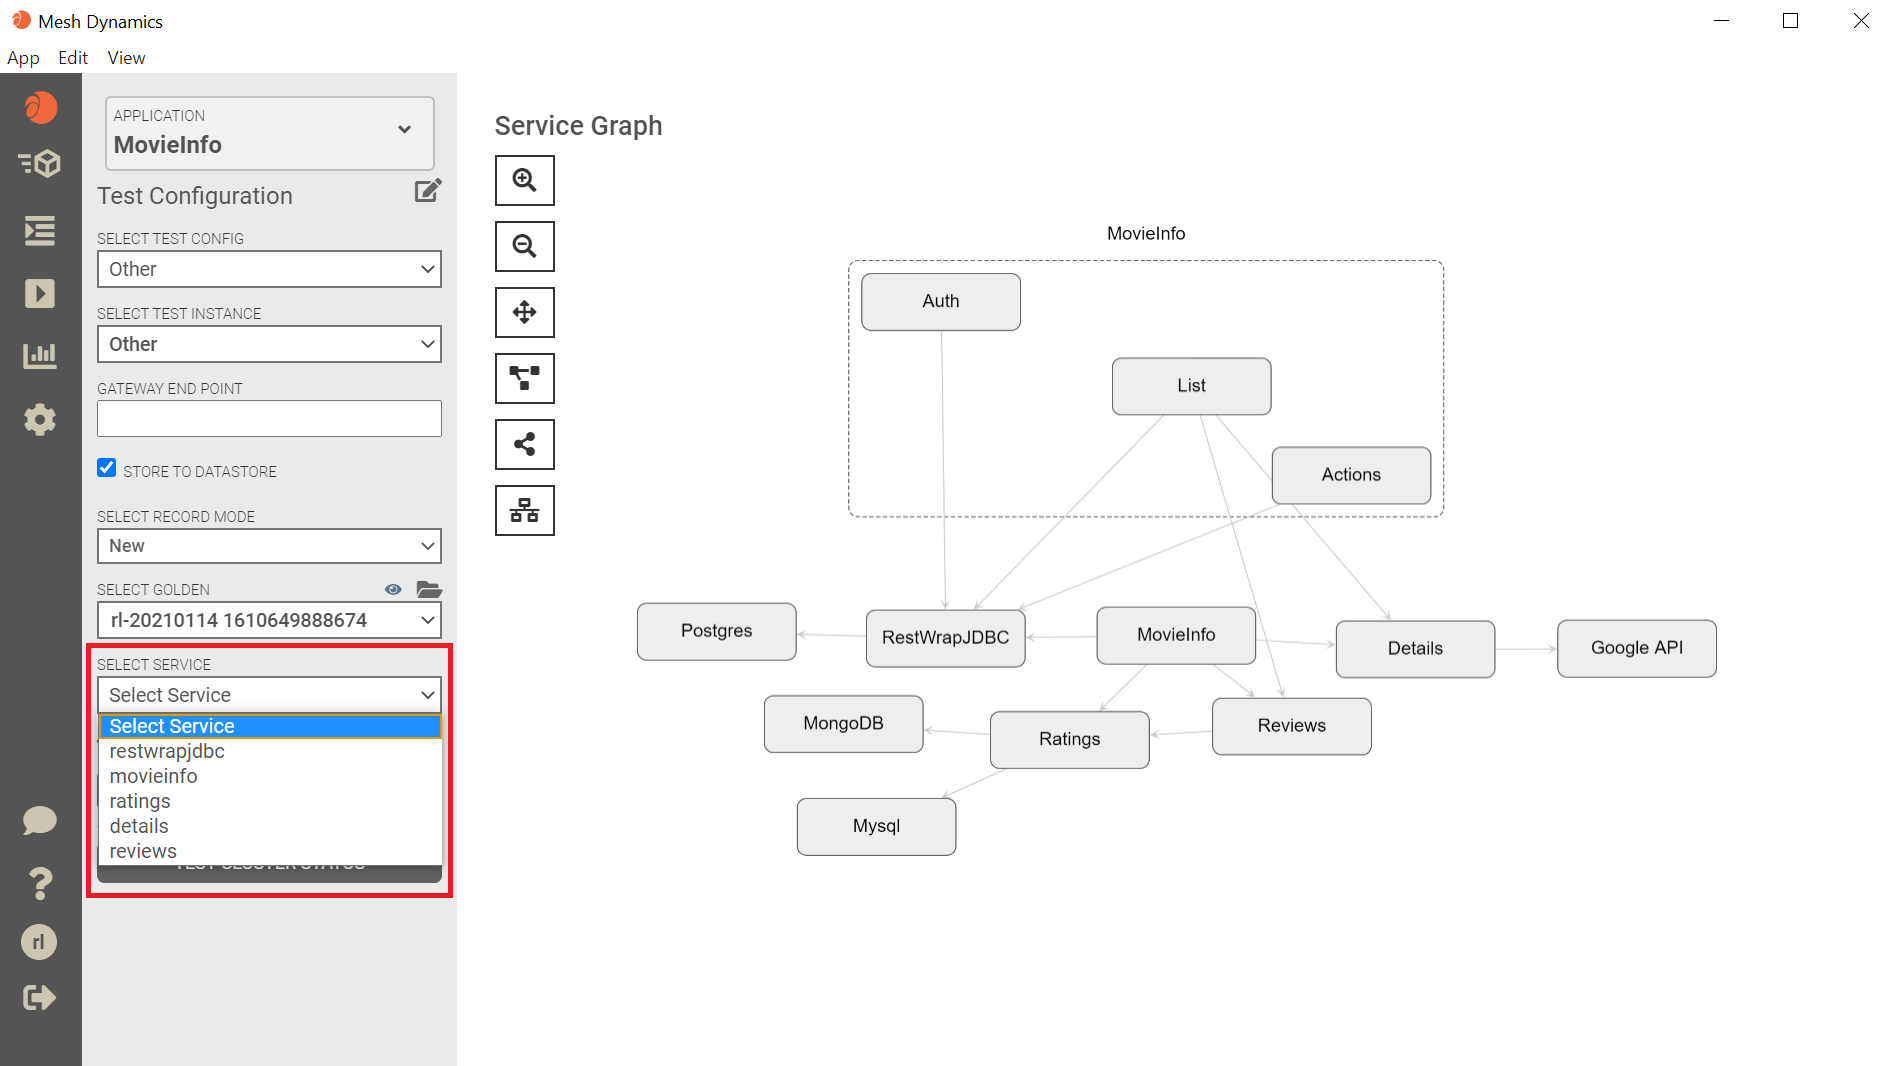 Mesh Dynamics
App Edit View
APPLICATION
MovieInfo
Test Configuration
SELECT TEST CONFIG
Other
SELECT TEST INSTANCE
Other
GATEWAY END POINT
STORE TO DATASTORE
SELECT RECORD MODE
New
SELECT GOLDEN
rl-20210114 1610649888674
SELECT SERVICE
Select Service
Select Service
restwrapjdbc
movieinfo
ratings
details
reviews
rl
Service Graph
MovieInfo
Auth
List
Actions
Postgres
RestWrapJDBC
MovieInfo
Details
Google API
MongoDB
Ratings
Reviews
Mysql